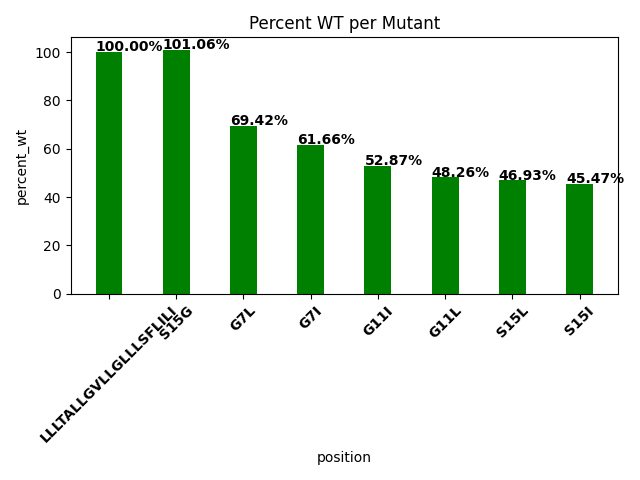 Percent WT per Mutant
percent_wt
100
80
60
40
20
0
100.00%
101.06%
69.42%
61.66%
52.87%
48.26%
46.93%
45.47%
LLLTALLGVLLGLLLSFLILI
S15G
G7L
G7I
G11I
G11L
S15L
S15I
position